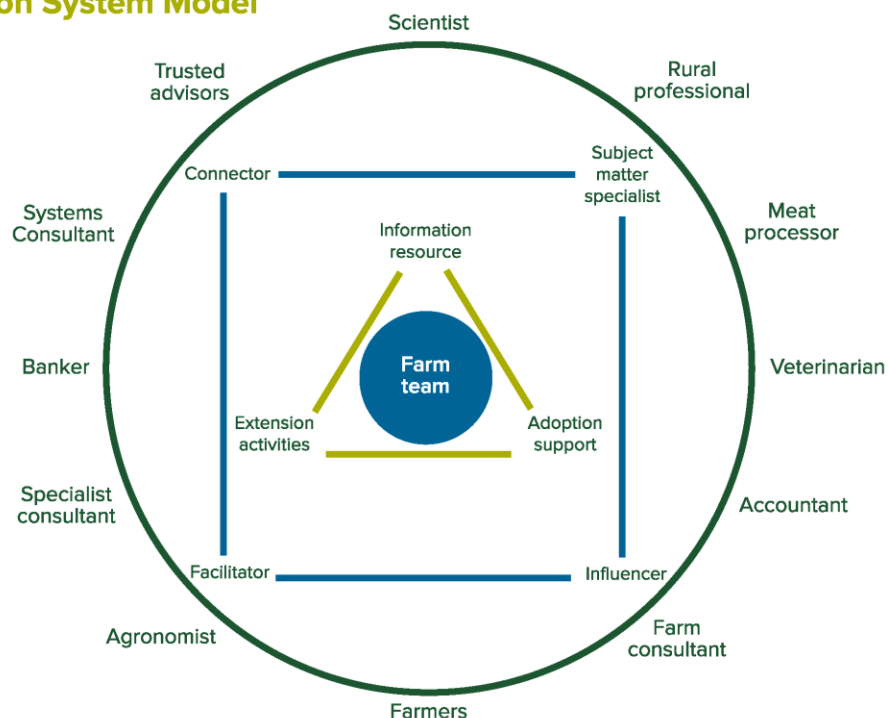 on System Model
Scientist
Trusted
advisors
Rural
professional
Connector
Subject
matter
specialist
Systems
Consultant
Meat
processor
Information
resource
Banker
Farm
team
Veterinarian
Extension
activities
Adoption
support
Specialist
consultant
Accountant
Facilitator
Influencer
Agronomist
Farm
consultant
Farmers